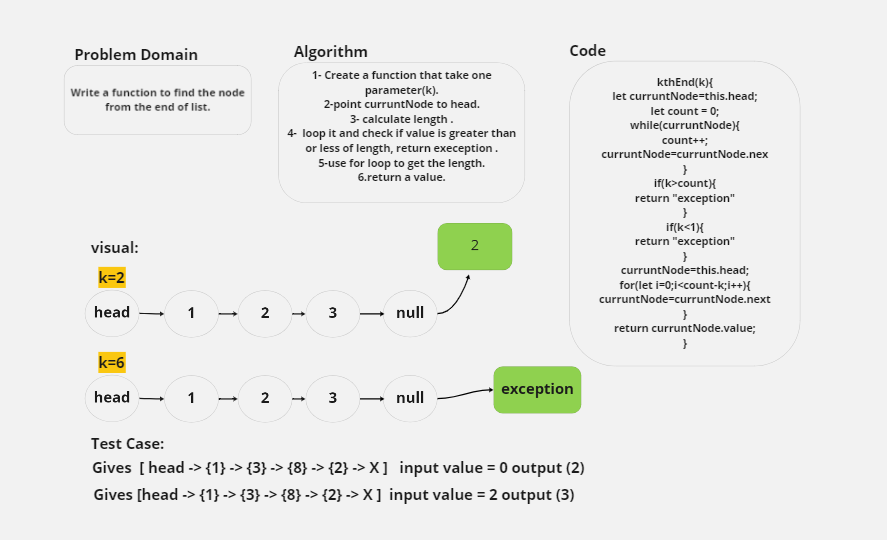 Problem Domain
Write a function to find the node
from the end of list.
Algorithm
1- Create a function that take one
parameter(k).
2-point curruntNode to head.
3- calculate length .
4-  loop it and check if value is greater than
or less of length, return exeception .
5-use for loop to get the length.
6.return a value.
Code
kthEnd(k){
let curruntNode=this.head;
let count = 0;
while(curruntNode){
count++;
curruntNode=curruntNode.nex
}
if(k>count){
return "exception"
}
if(k<1){
return "exception"
}
curruntNode=this.head;
for(let i=0;i<count-k;i++){
curruntNode=curruntNode.next
}
return curruntNode.value;
}
visual:
k=2
2
head 1 2 3 null
k=6
exception
head 1 2 3 null
Test Case:
Gives  [ head -> {1} -> {3} -> {8} -> {2} -> X ]   input value = 0 output (2)
Gives [head -> {1} -> {3} -> {8} -> {2} -> X ]  input value = 2 output (3)